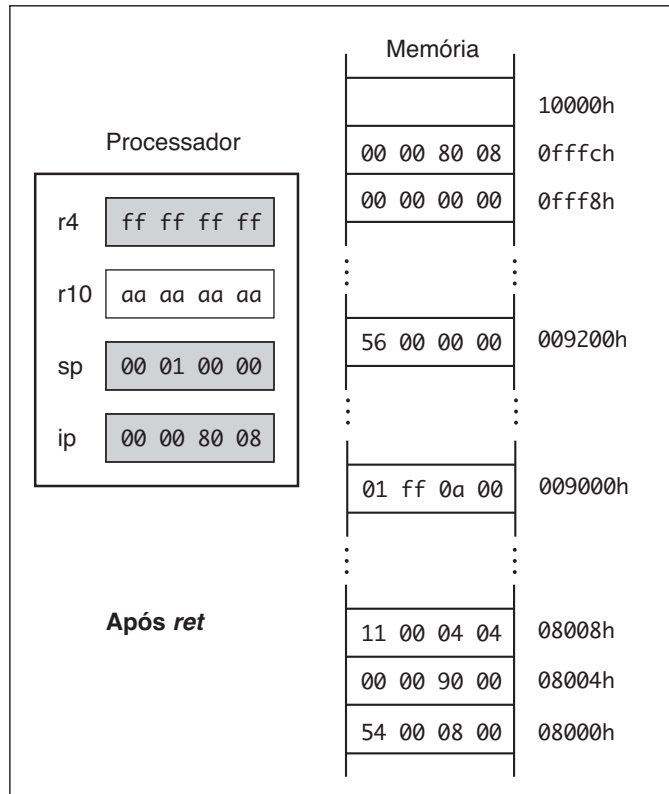 Memória
10000h
Processador
00 00 80 08 0fffch
00 00 00 00 0fff8h
r4 ff ff ff ff
r10 aa aa aa aa
sp 00 01 00 00
ip 00 00 80 08
56 00 00 00 009200h
01 ff 0a 00 009000h
Após ret
11 00 04 04 08008h
00 00 90 00 08004h
54 00 08 00 08000h